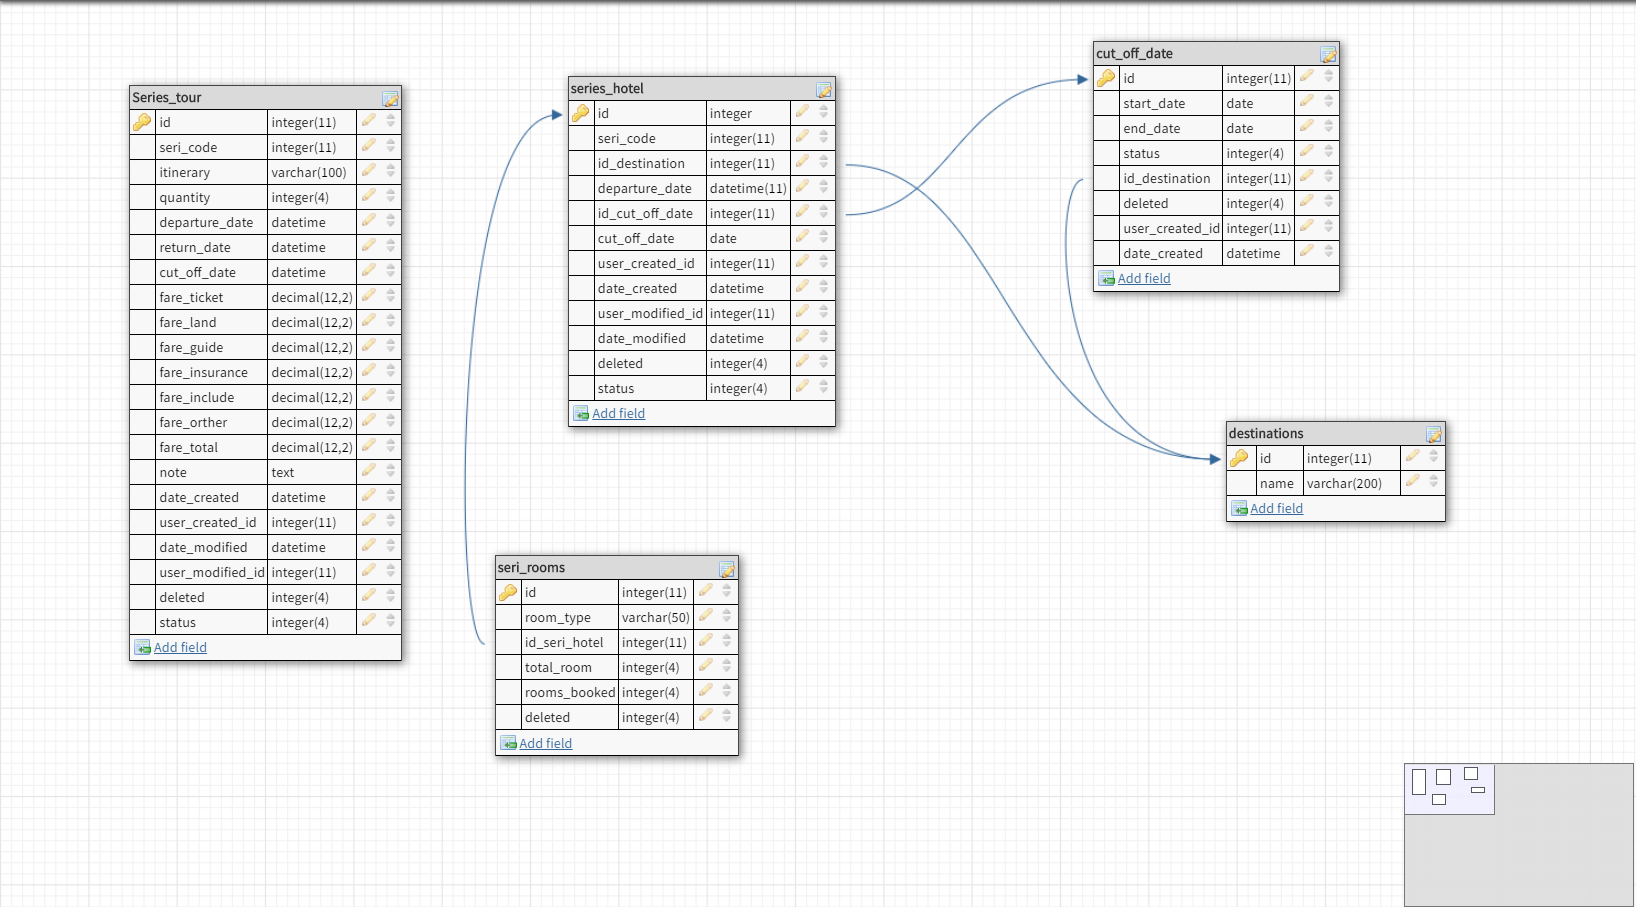 Series_tour
id integer(11)
seri_code integer(11)
itinerary varchar(100)
quantity integer(4)
departure_date datetime
return_date datetime
cut_off_date datetime
fare_ticket decimal(12,2)
fare_land decimal(12,2)
fare_guide decimal(12,2)
fare_insurance decimal(12,2)
fare_include decimal(12,2)
fare_orther decimal(12,2)
fare_total decimal(12,2)
note text
date_created datetime
user_created_id integer(11)
date_modified datetime
user_modified_id integer(11)
deleted integer(4)
status integer(4)
Add field
series_hotel
id integer
seri_code integer(11)
id_destination integer(11)
departure_date datetime(11)
id_cut_off_date integer(11)
cut_off_date date
user_created_id integer(11)
date_created datetime
user_modified_id integer(11)
date_modified datetime
deleted integer(4)
status integer(4)
Add field
seri_rooms
id integer(11)
room_type varchar(50)
id_seri_hotel integer(11)
total_room integer(4)
rooms_booked integer(4)
deleted integer(4)
Add field
cut_off_date
id integer(11)
start_date date
end_date date
status integer(4)
id_destination integer(11)
deleted integer(4)
user_created_id integer(11)
date_created datetime
Add field
destinations
id integer(11)
name varchar(200)
Add field